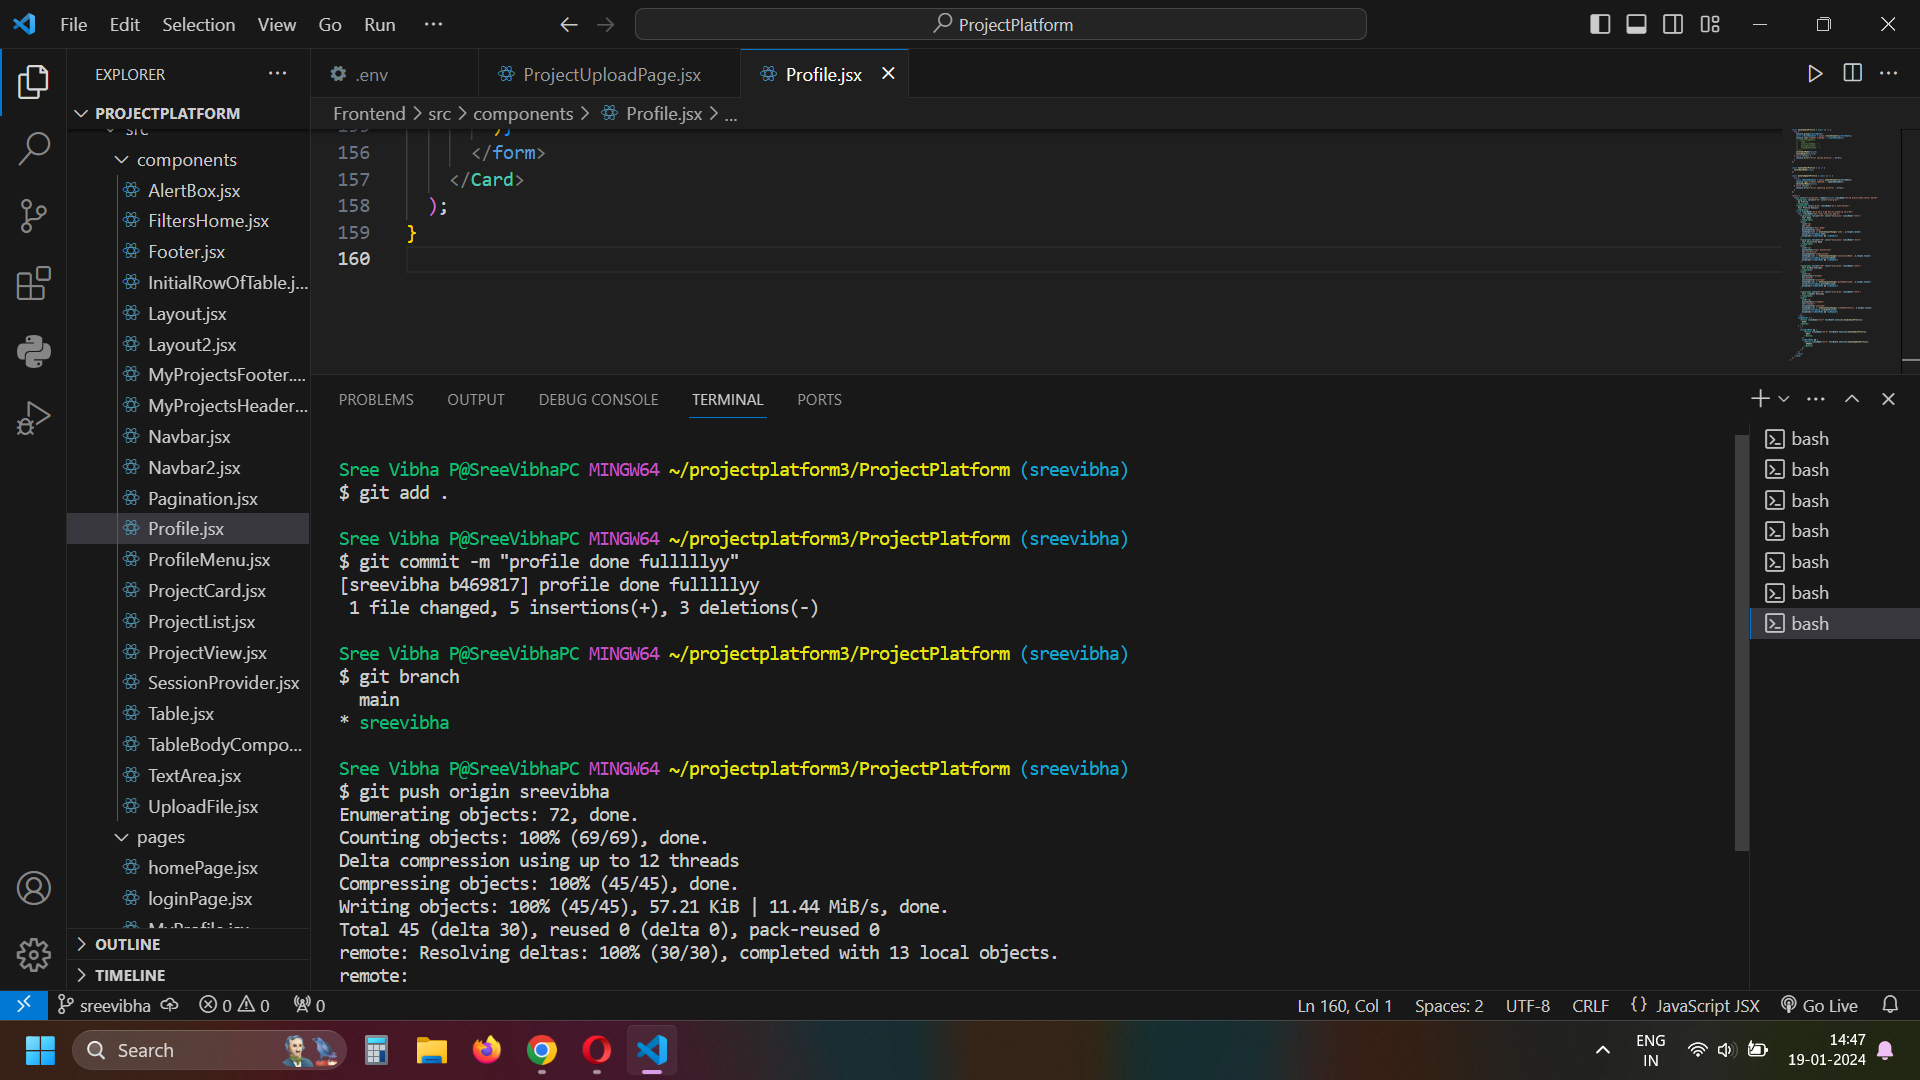 File Edit Selection View Go Run ···
ProjectPlatform
EXPLORER ···
PROJECTPLATFORM
src
components
AlertBox.jsx
FiltersHome.jsx
Footer.jsx
InitialRowOfTable.j...
Layout.jsx
Layout2.jsx
MyProjectsFooter....
MyProjectsHeader...
Navbar.jsx
Navbar2.jsx
Pagination.jsx
Profile.jsx
ProfileMenu.jsx
ProjectCard.jsx
ProjectList.jsx
ProjectView.jsx
SessionProvider.jsx
Table.jsx
TableBodyCompo...
TextArea.jsx
UploadFile.jsx
pages
homePage.jsx
loginPage.jsx
MyProfile.jsx
OUTLINE
TIMELINE
.env
ProjectUploadPage.jsx
Profile.jsx
Frontend > src > components > Profile.jsx > ...
156 </form>
157 </Card>
158 );
159 }
160
PROBLEMS OUTPUT DEBUG CONSOLE TERMINAL PORTS
Sree Vibha P@SreeVibhaPC MINGW64 ~/projectplatform3/ProjectPlatform (sreevibha)
$ git add .
Sree Vibha P@SreeVibhaPC MINGW64 ~/projectplatform3/ProjectPlatform (sreevibha)
$ git commit -m "profile done fulllllyy"
[sreevibha b469817] profile done fulllllyy
1 file changed, 5 insertions(+), 3 deletions(-)
Sree Vibha P@SreeVibhaPC MINGW64 ~/projectplatform3/ProjectPlatform (sreevibha)
$ git branch
main
* sreevibha
Sree Vibha P@SreeVibhaPC MINGW64 ~/projectplatform3/ProjectPlatform (sreevibha)
$ git push origin sreevibha
Enumerating objects: 72, done.
Counting objects: 100% (69/69), done.
Delta compression using up to 12 threads
Compressing objects: 100% (45/45), done.
Writing objects: 100% (45/45), 57.21 KiB | 11.44 MiB/s, done.
Total 45 (delta 30), reused 0 (delta 0), pack-reused 0
remote: Resolving deltas: 100% (30/30), completed with 13 local objects.
remote:
bash
bash
bash
bash
bash
bash
bash
sreevibha 0 0 0
Ln 160, Col 1 Spaces: 2 UTF-8 CRLF {} JavaScript JSX Go Live
Search
ENG
IN
14:47
19-01-2024